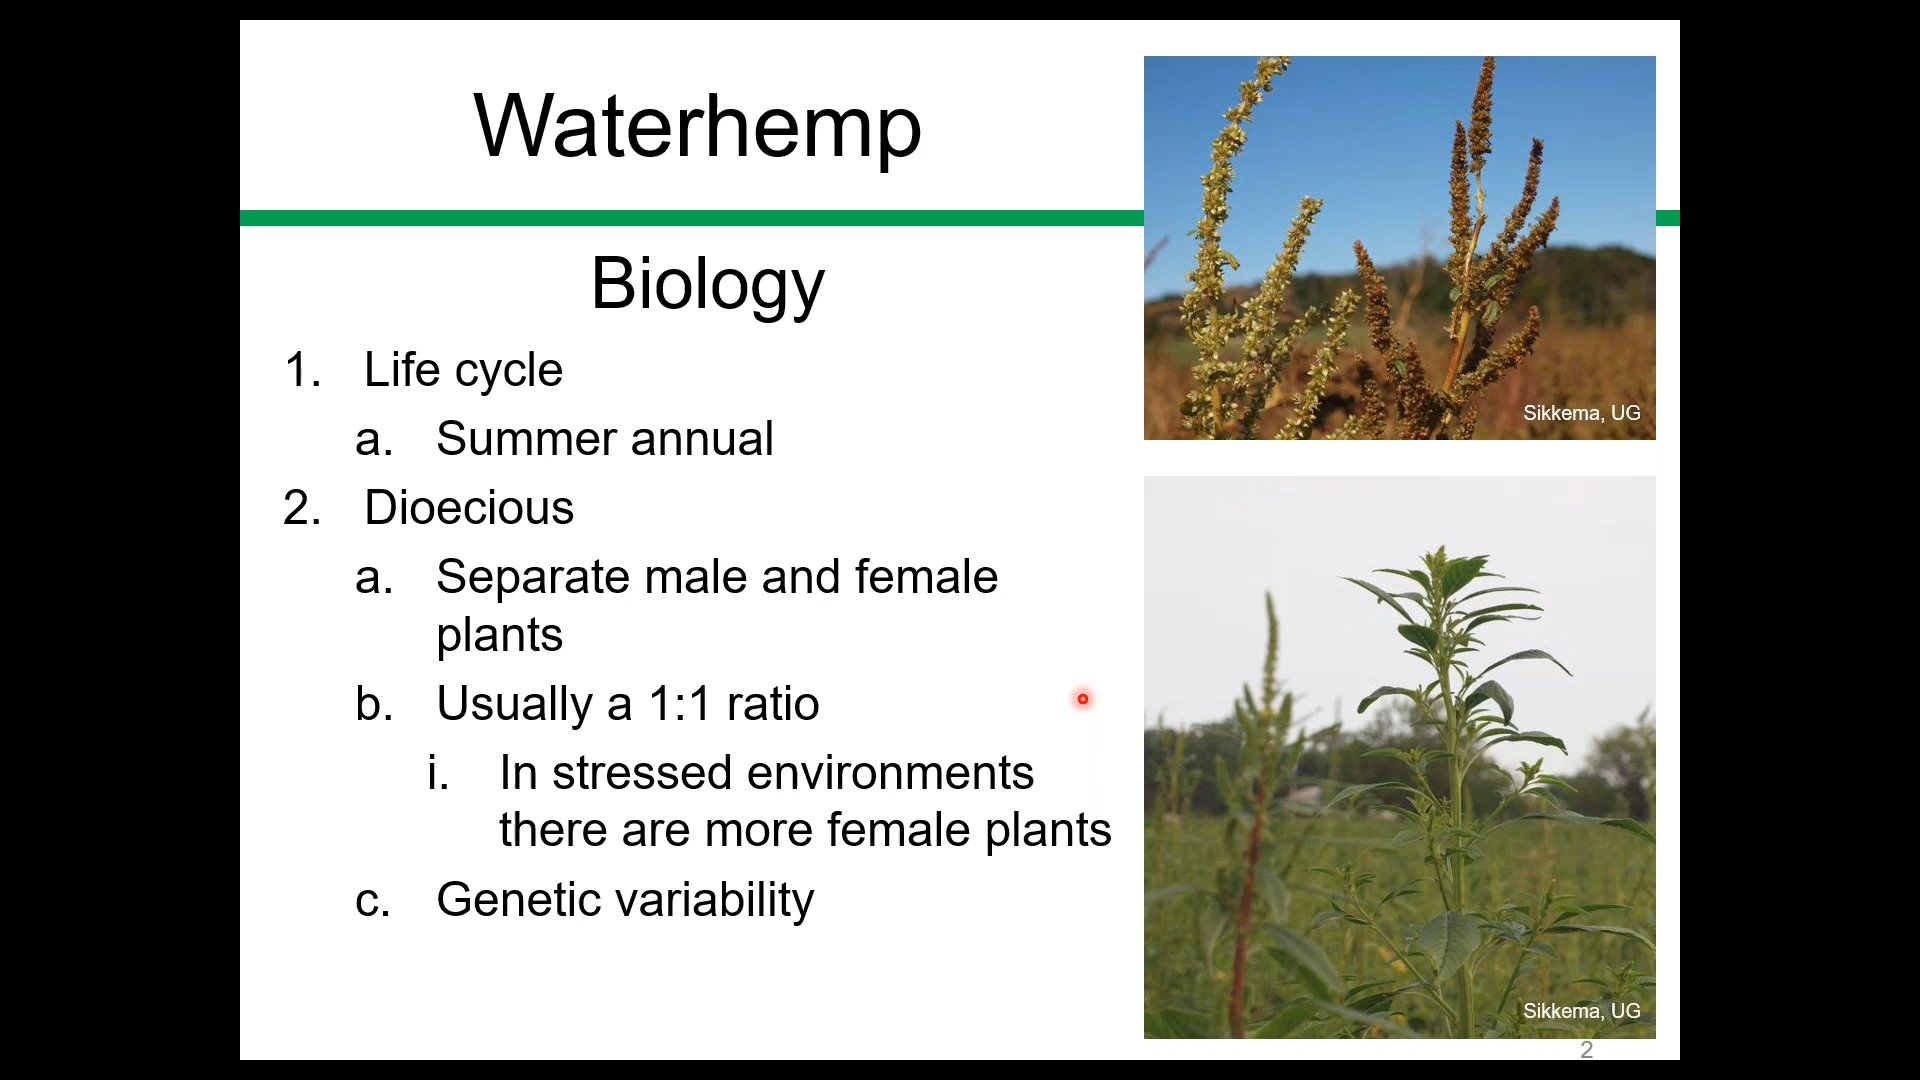 Waterhemp
Biology
1. Life cycle
a. Summer annual
2. Dioecious
a. Separate male and female
plants
b. Usually a 1:1 ratio
i. In stressed environments
there are more female plants
c. Genetic variability
Sikkema, UG
Sikkema, UG
2